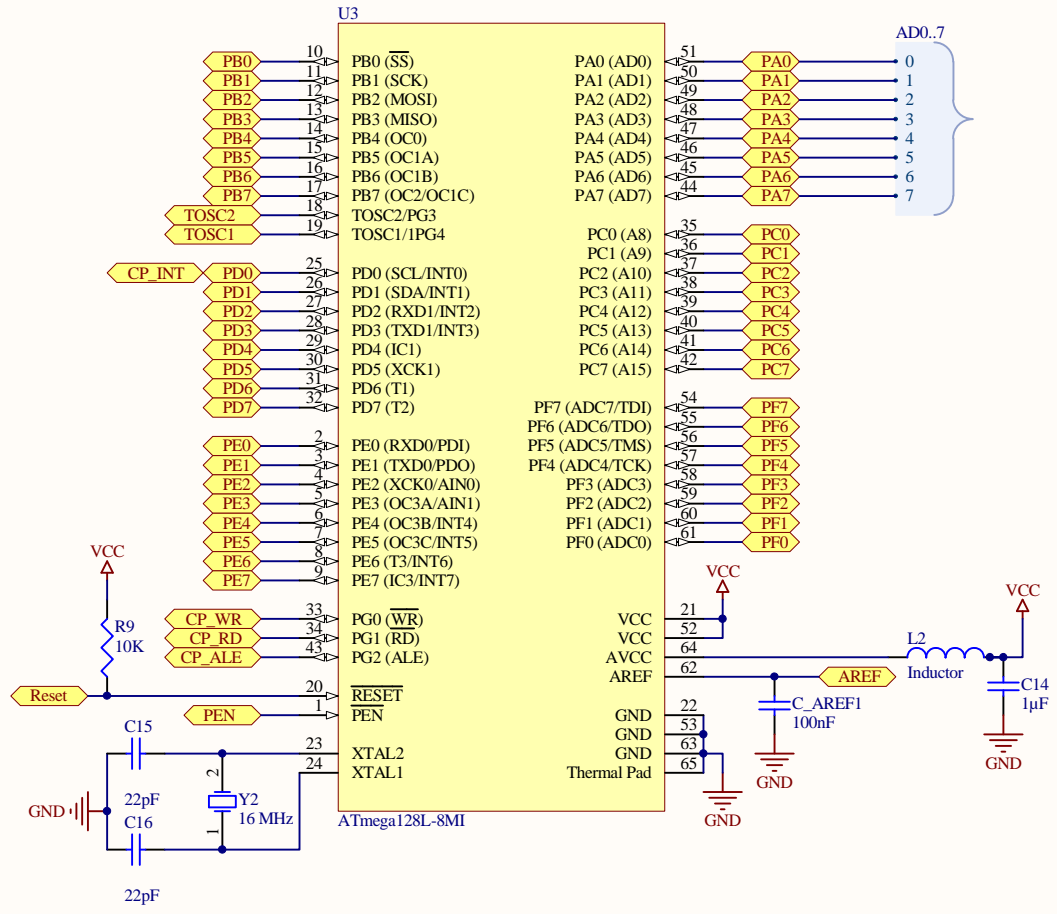 U3
AD0..7
PB0 10 PB0 (SS) PA0 (AD0) 51 PA0 0
PB1 11 PB1 (SCK) PA1 (AD1) 50 PA1 1
PB2 12 PB2 (MOSI) PA2 (AD2) 49 PA2 2
PB3 13 PB3 (MISO) PA3 (AD3) 48 PA3 3
PB4 14 PB4 (OC0) PA4 (AD4) 47 PA4 4
PB5 15 PB5 (OC1A) PA5 (AD5) 46 PA5 5
PB6 16 PB6 (OC1B) PA6 (AD6) 45 PA6 6
PB7 17 PB7 (OC2/OC1C) PA7 (AD7) 44 PA7 7
TOSC2 18 TOSC2/PG3
TOSC1 19 TOSC1/1PG4 PC0 (A8) 35 PC0
PC1 (A9) 36 PC1
CP_INT PD0 25 PD0 (SCL/INT0) PC2 (A10) 37 PC2
PD1 26 PD1 (SDA/INT1) PC3 (A11) 38 PC3
PD2 27 PD2 (RXD1/INT2) PC4 (A12) 39 PC4
PD3 28 PD3 (TXD1/INT3) PC5 (A13) 40 PC5
PD4 29 PD4 (IC1) PC6 (A14) 41 PC6
PD5 30 PD5 (XCK1) PC7 (A15) 42 PC7
PD6 31 PD6 (T1)
PD7 32 PD7 (T2) PF7 (ADC7/TDI) 54 PF7
PF6 (ADC6/TDO) 55 PF6
PE0 2 PE0 (RXD0/PDI) PF5 (ADC5/TMS) 56 PF5
PE1 3 PE1 (TXD0/PDO) PF4 (ADC4/TCK) 57 PF4
PE2 4 PE2 (XCK0/AIN0) PF3 (ADC3) 58 PF3
PE3 5 PE3 (OC3A/AIN1) PF2 (ADC2) 59 PF2
PE4 6 PE4 (OC3B/INT4) PF1 (ADC1) 60 PF1
PE5 7 PE5 (OC3C/INT5) PF0 (ADC0) 61 PF0
PE6 8 PE6 (T3/INT6)
PE7 9 PE7 (IC3/INT7)
VCC
VCC
VCC
CP_WR 33 PG0 (WR) VCC 21
R9
10K
CP_RD 34 PG1 (RD) VCC 52
CP_ALE 43 PG2 (ALE) AVCC 64
L2
Inductor
AREF 62 AREF
C14
1µF
Reset 20 RESET
C_AREF1
100nF
PEN 1 PEN GND 22
GND 53
23 XTAL2 GND 63
24 XTAL1 Thermal Pad 65
GND
GND
GND
C15
22pF
2
Y2
16 MHz
1
GND
C16
22pF
ATmega128L-8MI